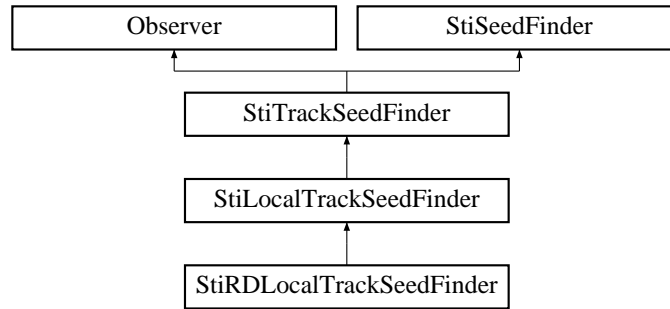 Observer
StiSeedFinder
StiTrackSeedFinder
StiLocalTrackSeedFinder
StiRDLocalTrackSeedFinder